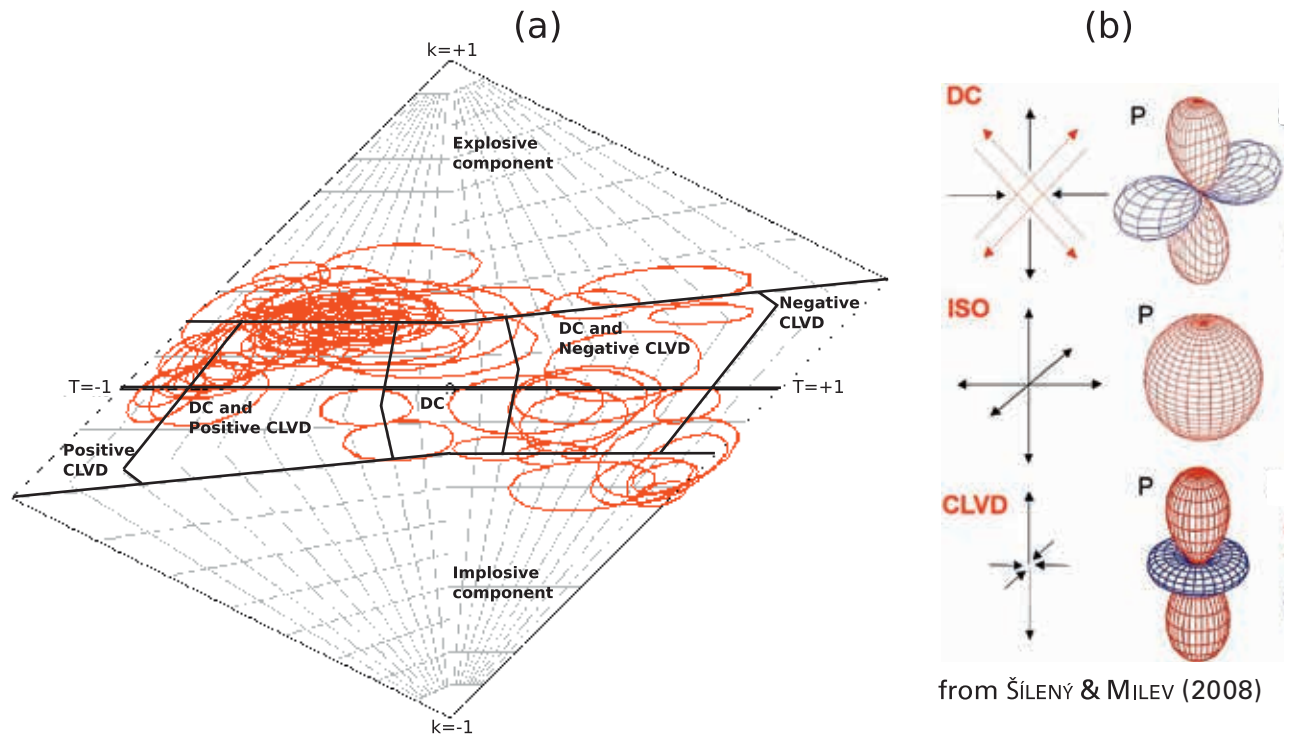 (a)
(b)
k=+1
Explosive
component
T=-1
T=+1
DC and
Negative CLVD
Negative
CLVD
DC
DC and
Positive CLVD
Positive
CLVD
Implosive
component
k=-1
DC
P
ISO
P
CLVD
P
from ŠÍLENÝ & MILEV (2008)